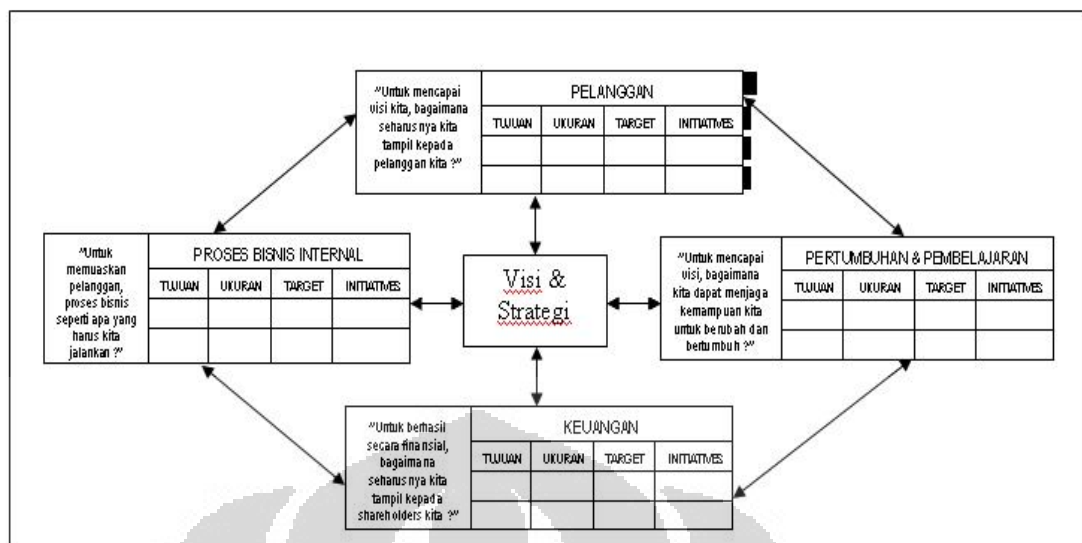 "Untuk mencapai
visi kita, bagaimana
seharusnya kita
tampil kepada
pelanggan kita ?"
PELANGGAN
TUJUAN UKURAN TARGET INITIATIVES
"Untuk
memuaskan
pelanggan,
proses bisnis
seperti apa yang
harus kita
jalankan ?"
PROSES BISNIS INTERNAL
TUJUAN UKURAN TARGET INITIATIVES
Visi &
Strategi
"Untuk mencapai
visi, bagaimana
kita dapat menjaga
kemampuan kita
untuk berubah dan
bertumbuh ?"
PERTUMBUHAN & PEMBELAJARAN
TUJUAN UKURAN TARGET INITIATIVES
"Untuk berhasil
secara finansial,
bagaimana
seharusnya kita
tampil kepada
shareholders kita ?"
KEUANGAN
TUJUAN UKURAN TARGET INITIATIVES